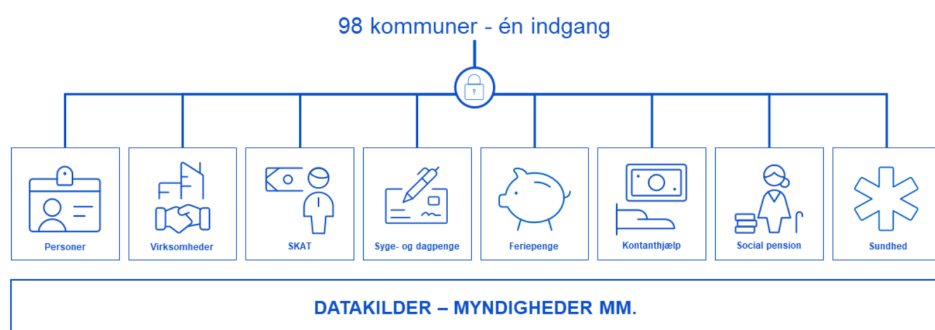 98 kommuner - én indgang
Personer
Virksomheder
SKAT
Syge- og dagpenge
Feriepenge
Kontanthjælp
Social pension
Sundhed
DATAKILDER – MYNDIGHEDER MM.